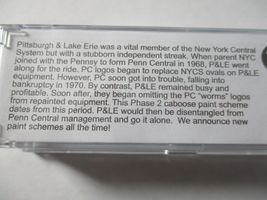 Pittsburgh & Lake Erie was a vital member of the New York Central
System but with a stubborn independent streak. When parent NYC
joined with the Pennsy to form Penn Central in 1968, P&LE went
along for the ride. PC logos began to replace NYCS ovals on P&LE
equipment. However, PC soon got into trouble, falling into
bankruptcy in 1970. By contrast, P&LE remained busy and
profitable. Soon after, they began omitting the PC "worms" logos
from repainted equipment. This Phase 2 caboose paint scheme
dates from this period. P&LE would then be disentangled from
Penn Central management and go it alone. We announce new
paint schemes all the time!